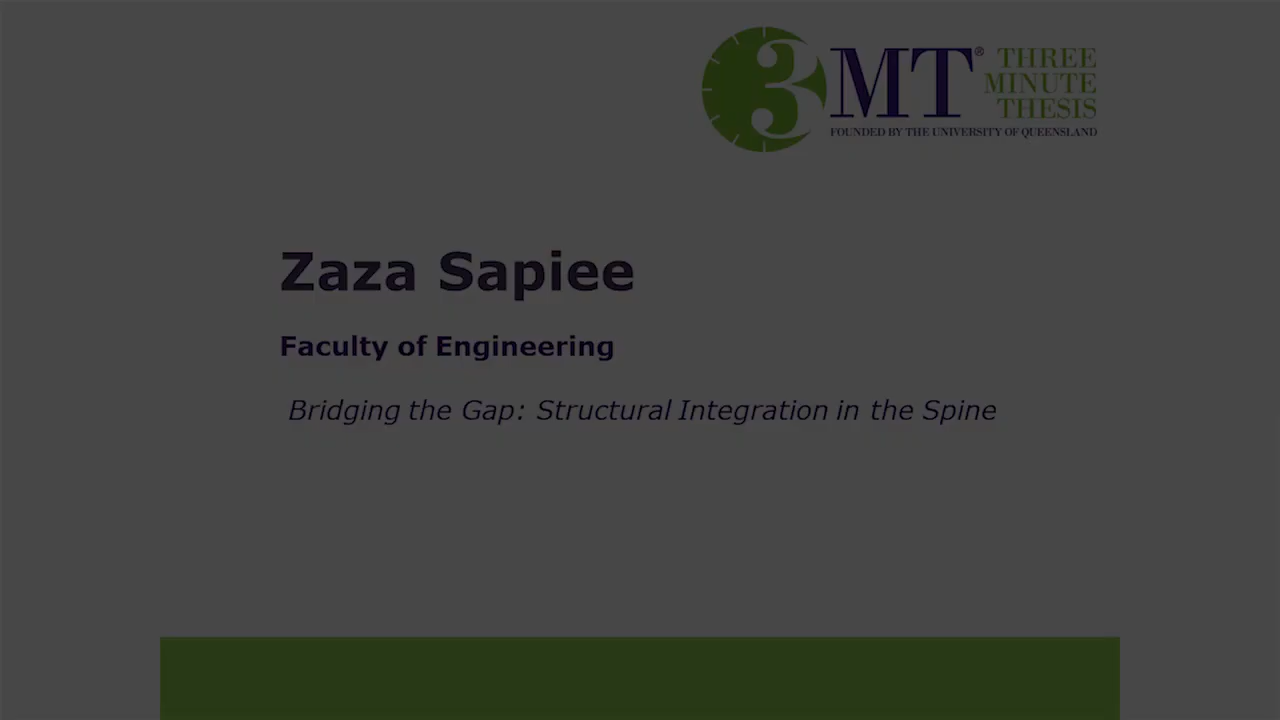 3MT® THREE
MINUTE
THESIS
FOUNDED BY THE UNIVERSITY OF QUEENSLAND
Zaza Sapiee
Faculty of Engineering
Bridging the Gap: Structural Integration in the Spine